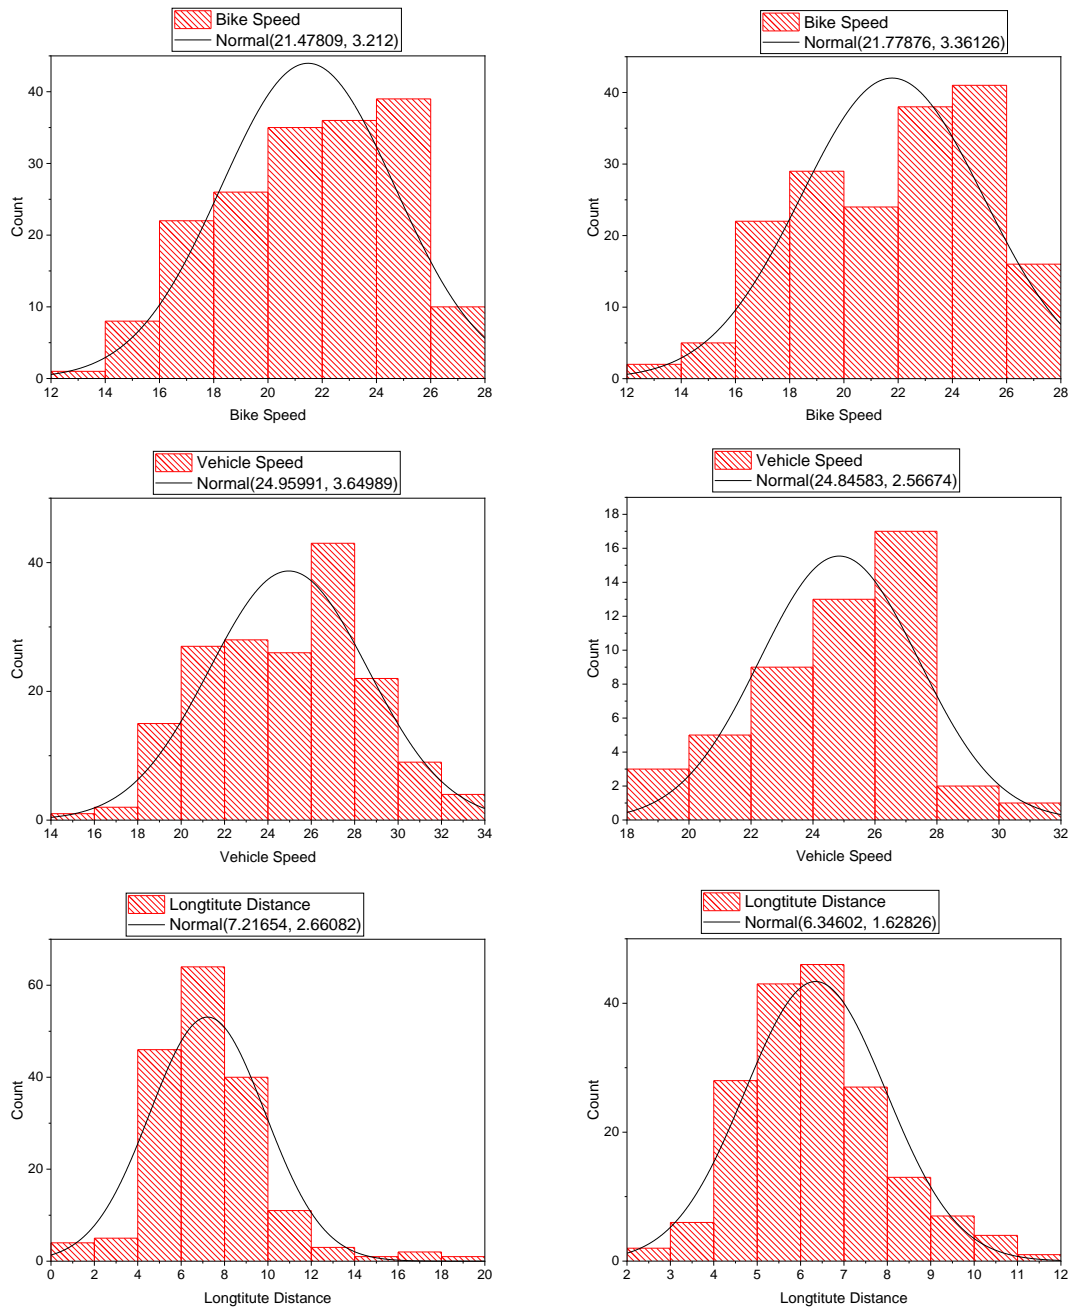 Bike Speed
Normal(21.47809, 3.212)
40
30
20
10
0
Count
12 14 16 18 20 22 24 26 28
Bike Speed
Bike Speed
Normal(21.77876, 3.36126)
40
30
20
10
0
Count
12 14 16 18 20 22 24 26 28
Bike Speed
Vehicle Speed
Normal(24.95991, 3.64989)
40
20
0
Count
14 16 18 20 22 24 26 28 30 32 34
Vehicle Speed
Vehicle Speed
Normal(24.84583, 2.56674)
18
16
14
12
10
8
6
4
2
0
Count
18 20 22 24 26 28 30 32
Vehicle Speed
Longtitute Distance
Normal(7.21654, 2.66082)
60
40
20
0
Count
0 2 4 6 8 10 12 14 16 18 20
Longtitute Distance
Longtitute Distance
Normal(6.34602, 1.62826)
40
20
0
Count
2 3 4 5 6 7 8 9 10 11 12
Longtitute Distance